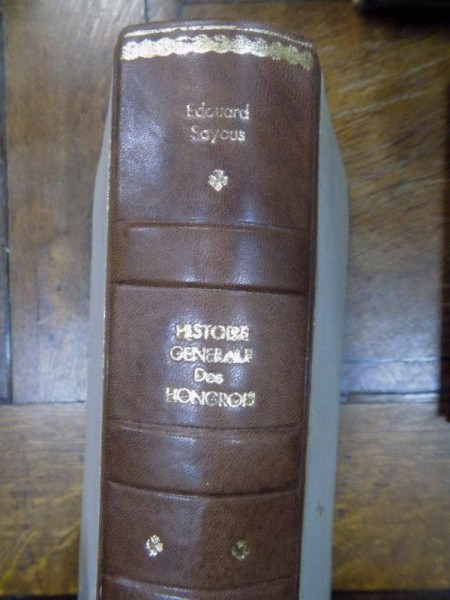 Edouard
Sayous
HISTOIRE
GENERALE
Des
HONGROIS